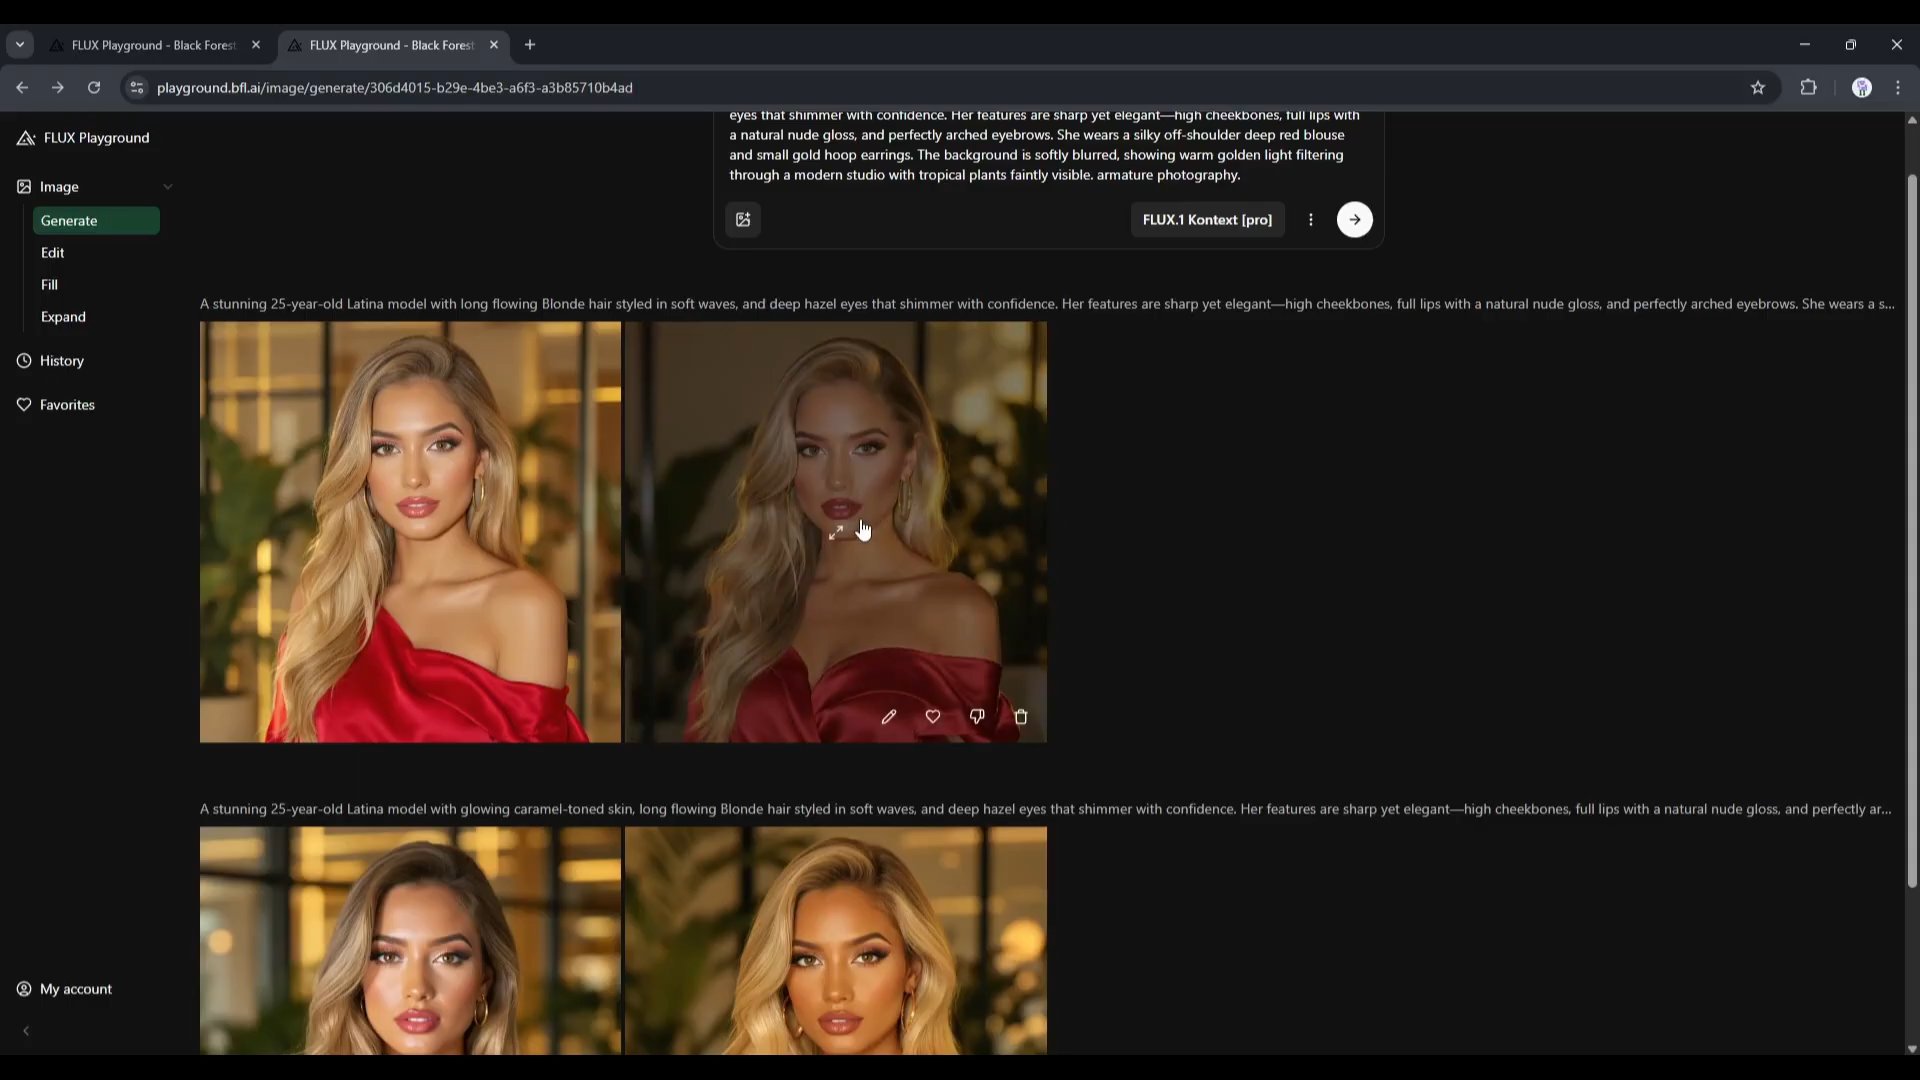 FLUX Playground - Black Forest
FLUX Playground - Black Forest
playground.bfl.ai/image/generate/306d4015-b29e-4be3-a6f3-a3b85710b4ad
FLUX Playground
Image
Generate
Edit
Fill
Expand
History
Favorites
My account
eyes that shimmer with confidence. Her features are sharp yet elegant—high cheekbones, full lips with
a natural nude gloss, and perfectly arched eyebrows. She wears a silky off-shoulder deep red blouse
and small gold hoop earrings. The background is softly blurred, showing warm golden light filtering
through a modern studio with tropical plants faintly visible. armature photography.
FLUX.1 Kontext [pro]
A stunning 25-year-old Latina model with long flowing Blonde hair styled in soft waves, and deep hazel eyes that shimmer with confidence. Her features are sharp yet elegant—high cheekbones, full lips with a natural nude gloss, and perfectly arched eyebrows. She wears a s...
A stunning 25-year-old Latina model with glowing caramel-toned skin, long flowing Blonde hair styled in soft waves, and deep hazel eyes that shimmer with confidence. Her features are sharp yet elegant—high cheekbones, full lips with a natural nude gloss, and perfectly ar...